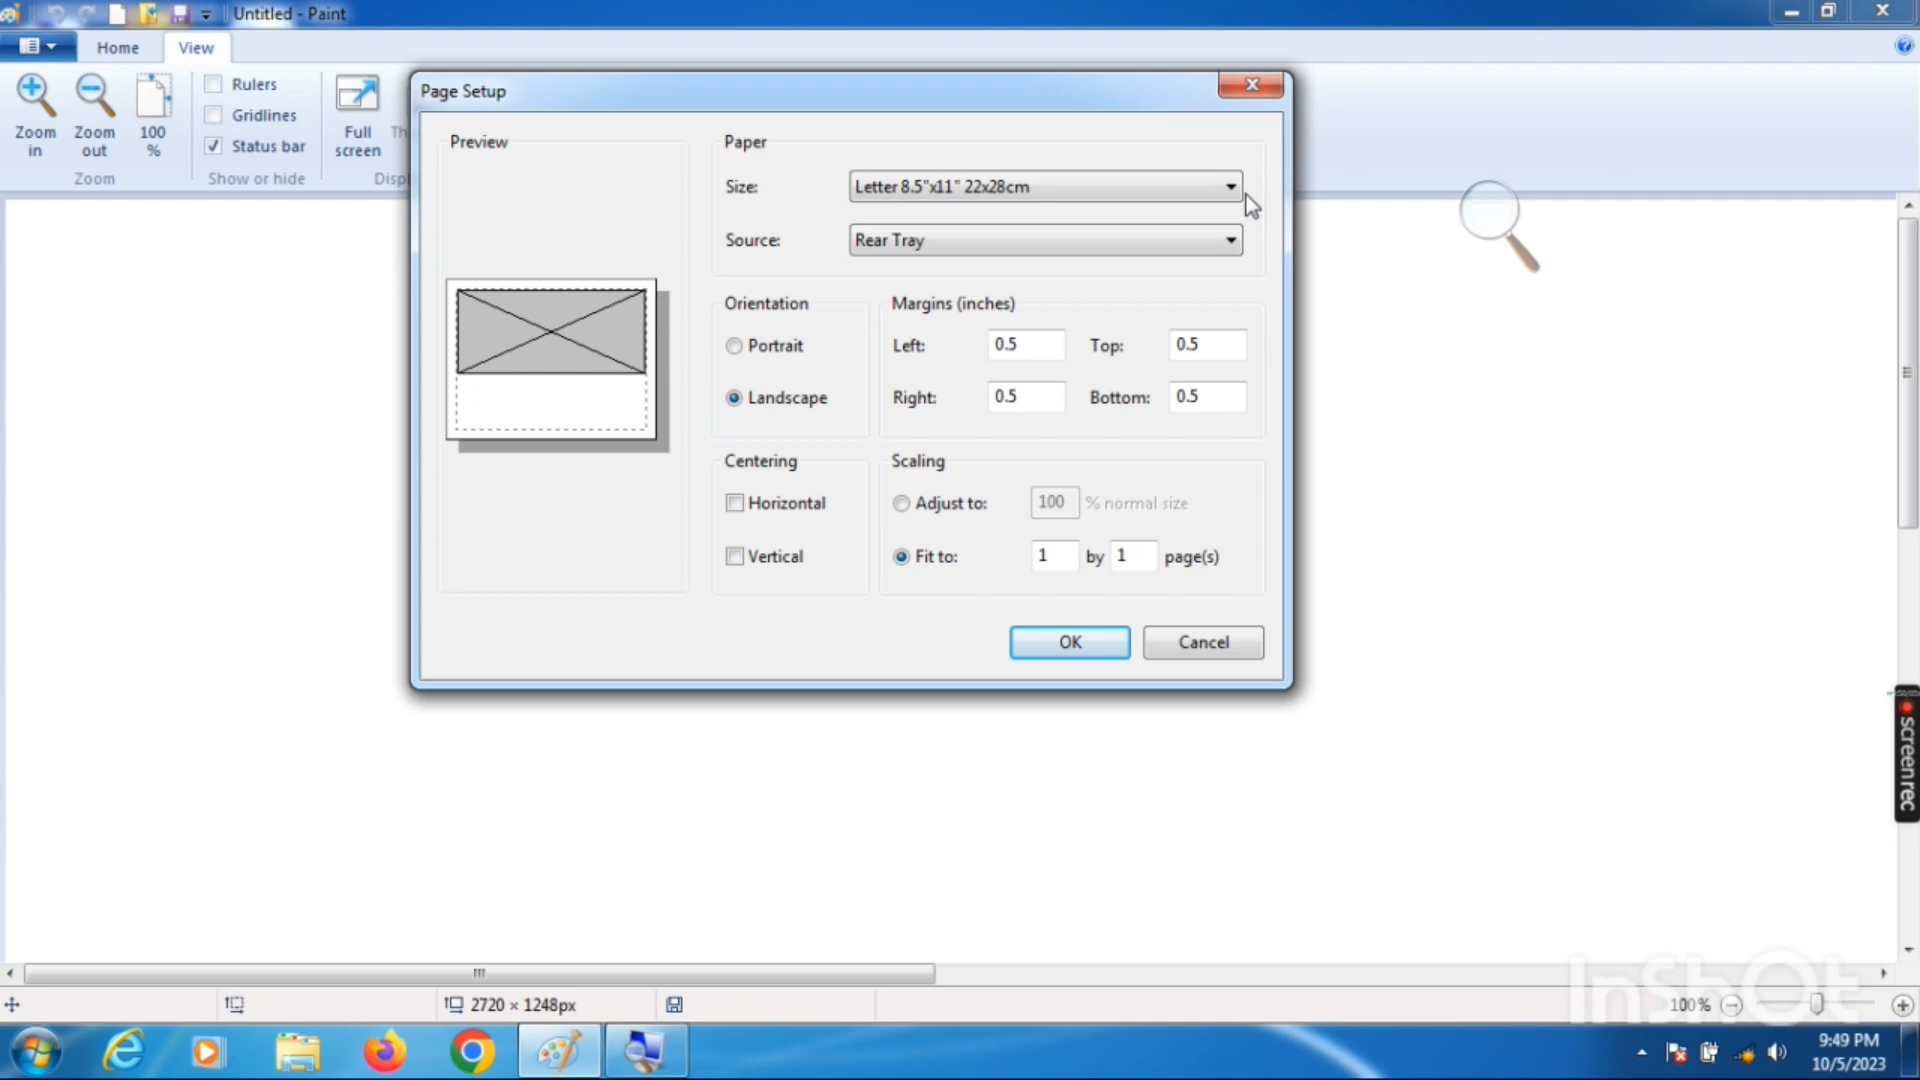 Untitled - Paint
Home View
Rulers
Gridlines
Status bar
Zoom in
Zoom out
100 %
Full screen
Th
Zoom
Show or hide
Displ
Page Setup
Preview
Paper
Size: Letter 8.5"x11" 22x28cm
Source: Rear Tray
Orientation
Portrait
Landscape
Margins (inches)
Left: 0.5 Top: 0.5
Right: 0.5 Bottom: 0.5
Centering
Horizontal
Vertical
Scaling
Adjust to: 100 % normal size
Fit to: 1 by 1 page(s)
OK Cancel
screenrec
InShOt
2720 × 1248px
100%
9:49 PM
10/5/2023